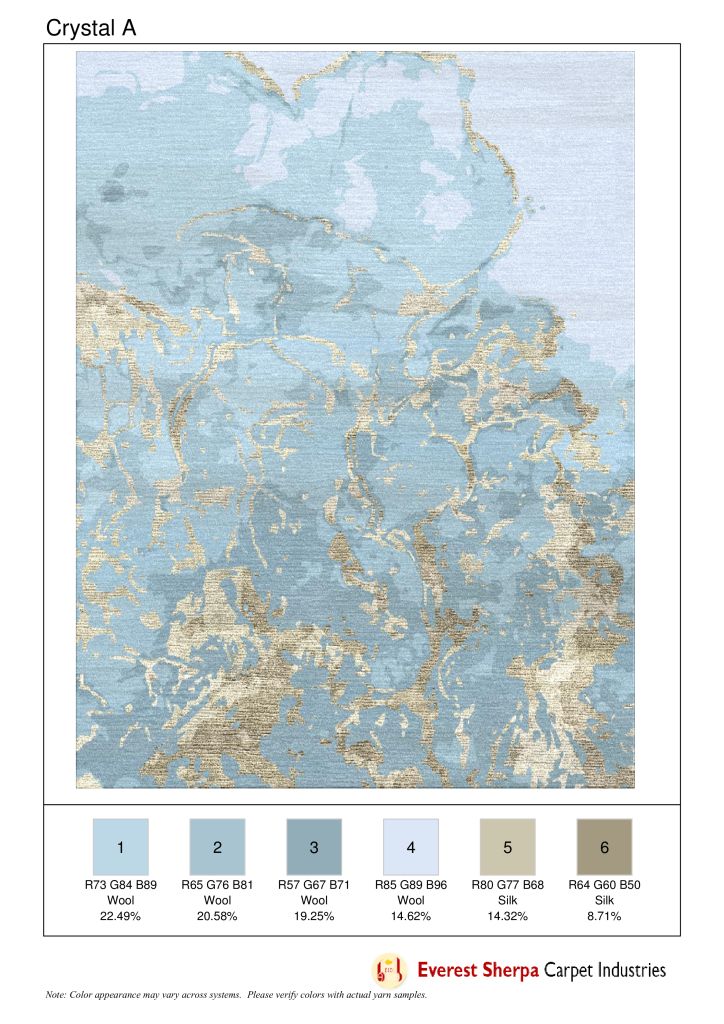 Crystal A
1 2 3 4 5 6
R73 G84 B89 R65 G76 B81 R57 G67 B71 R85 G89 B96 R80 G77 B68 R64 G60 B50
Wool Wool Wool Wool Silk Silk
22.49% 20.58% 19.25% 14.62% 14.32% 8.71%
Everest Sherpa Carpet Industries
Note: Color appearance may vary across systems. Please verify colors with actual yarn samples.